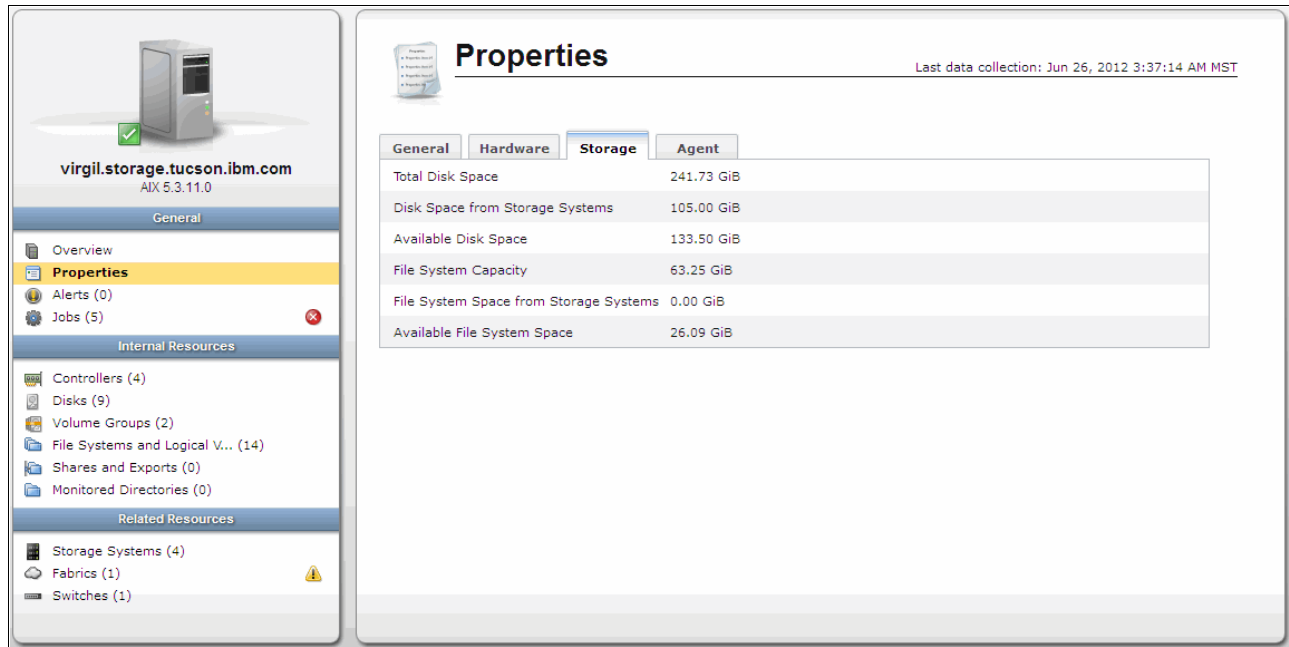 virgil.storage.tucson.ibm.com
AIX 5.3.11.0
General
Overview
Properties
Alerts (0)
Jobs (5)
Internal Resources
Controllers (4)
Disks (9)
Volume Groups (2)
File Systems and Logical V... (14)
Shares and Exports (0)
Monitored Directories (0)
Related Resources
Storage Systems (4)
Fabrics (1)
Switches (1)
Properties
Last data collection: Jun 26, 2012 3:37:14 AM MST
General Hardware Storage Agent
Total Disk Space 241.73 GiB
Disk Space from Storage Systems 105.00 GiB
Available Disk Space 133.50 GiB
File System Capacity 63.25 GiB
File System Space from Storage Systems 0.00 GiB
Available File System Space 26.09 GiB